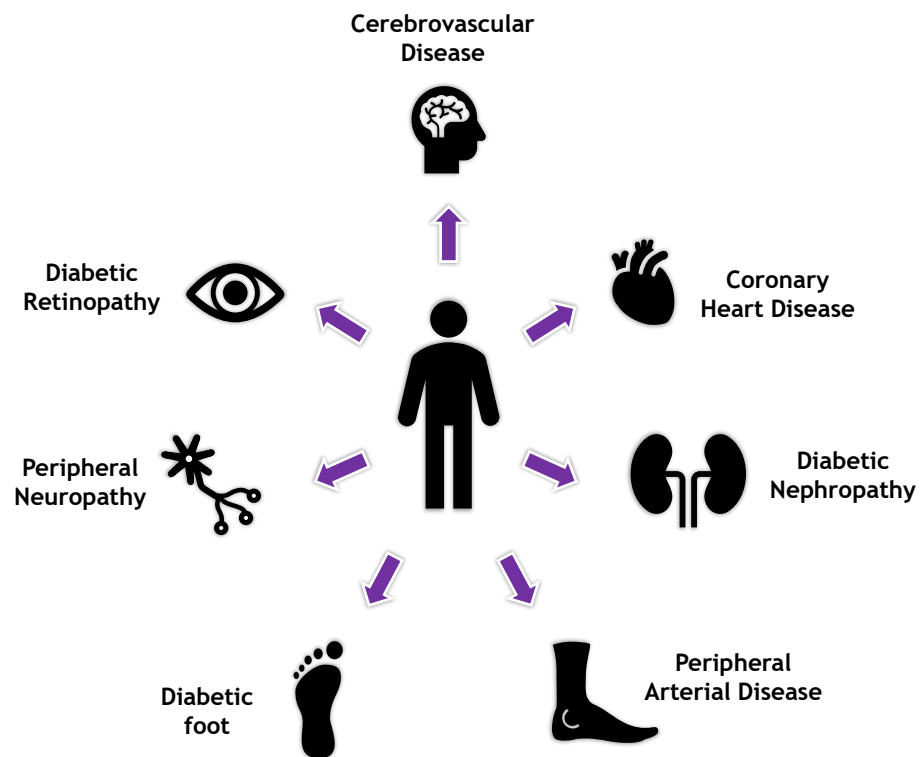 Cerebrovascular
Disease
Diabetic
Retinopathy
Coronary
Heart Disease
Peripheral
Neuropathy
Diabetic
Nephropathy
Diabetic
foot
Peripheral
Arterial Disease